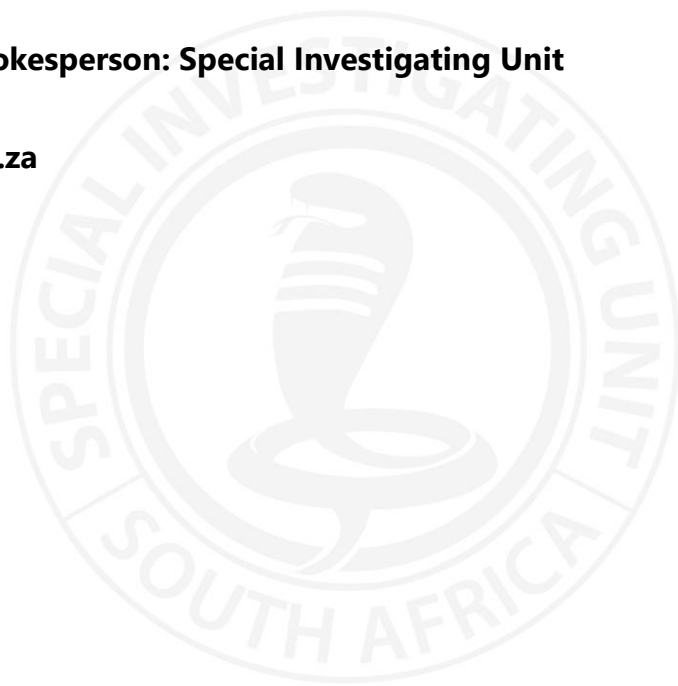 okesperson: Special Investigating Unit
.za
SPECIAL INVESTIGATING UNIT
SOUTH AFRICA